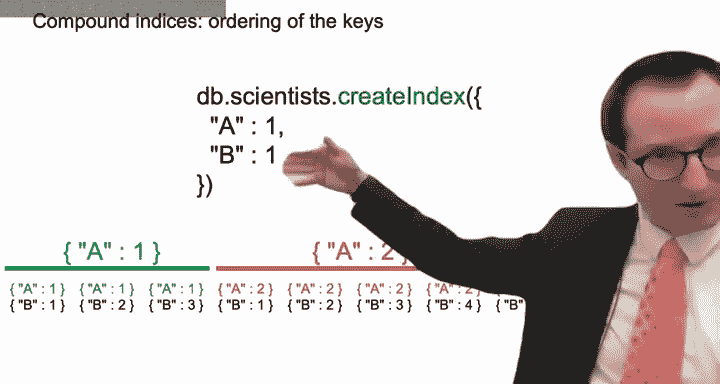 Compound indices: ordering of the keys
db.scientists.createIndex({
"A" : 1,
"B" : 1
})
{ "A" : 1 } { "A" : 2
{ "A" : 1 } { "A" : 1 } { "A" : 1 } { "A" : 2 } { "A" : 2 } { "A" : 2 } { "A" : 2 }
{ "B" : 1 } { "B" : 2 } { "B" : 3 } { "B" : 1 } { "B" : 2 } { "B" : 3 } { "B" : 4 } { "B"